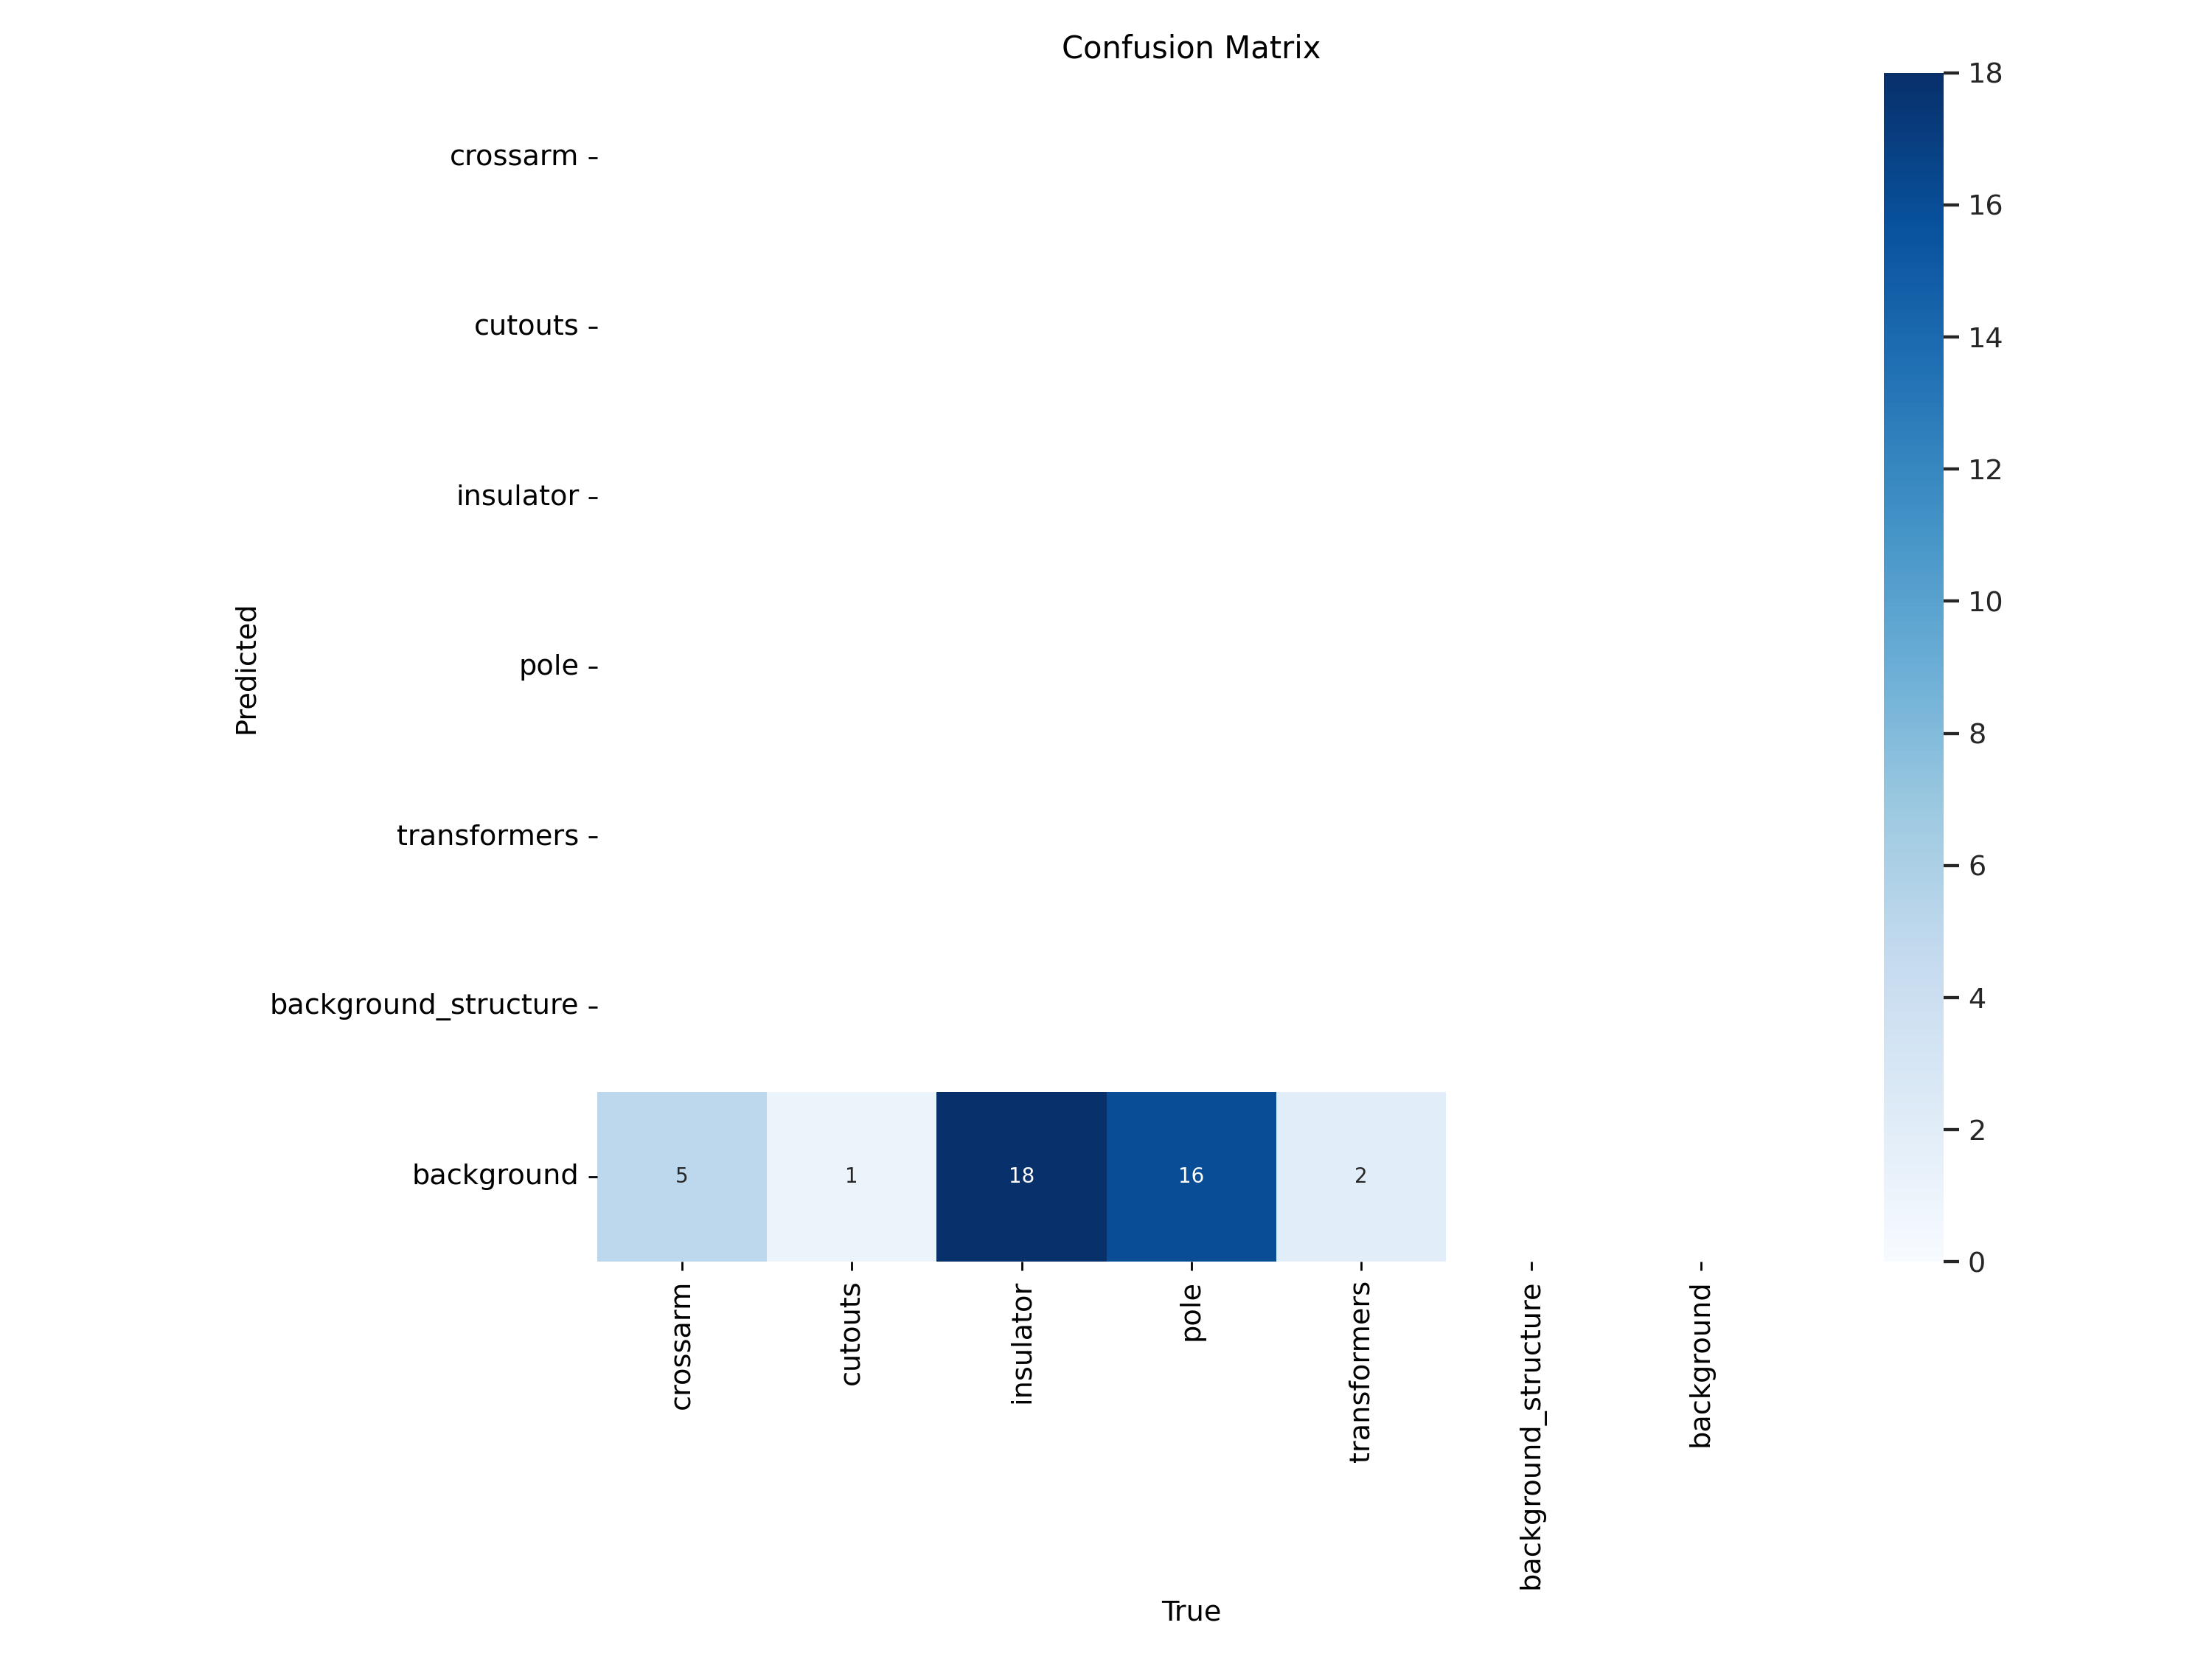 Confusion Matrix
Predicted
crossarm
cutouts
insulator
pole
transformers
background_structure
background
5 1 18 16 2
crossarm
cutouts
insulator
pole
transformers
background_structure
background
True
18
16
14
12
10
8
6
4
2
0